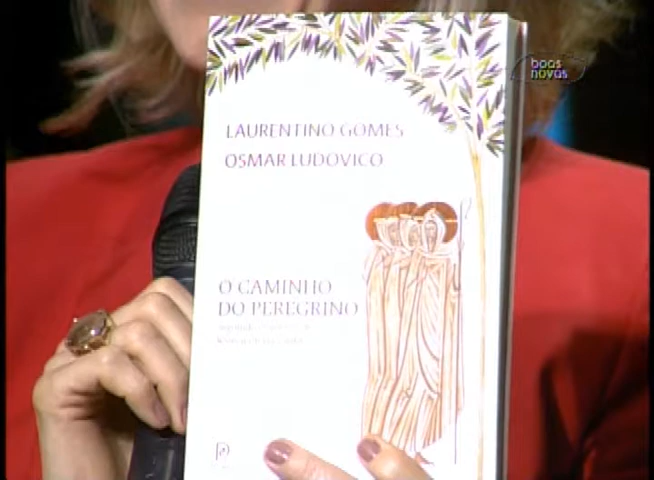 boas
novas
LAURENTINO GOMES
OSMAR LUDOVICO
O CAMINHO
DO PEREGRINO